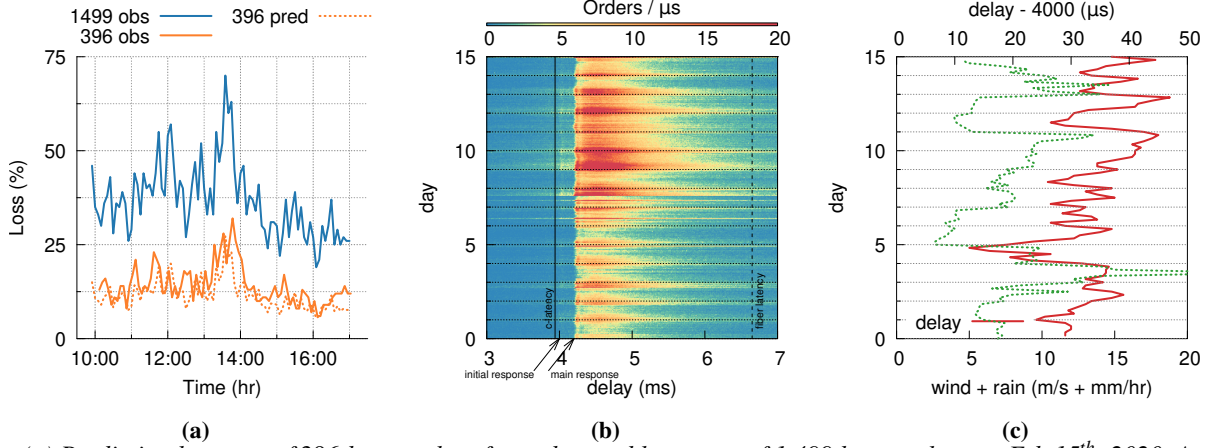 1499 obs
396 pred
396 obs
75
50
25
0
Loss (%)
10:00
12:00
14:00
16:00
Time (hr)
(a)
Orders / µs
0
5
10
15
20
15
10
5
0
day
c-latency
fiber latency
3
4
5
6
7
initial response
main response
delay (ms)
(b)
delay - 4000 (µs)
0
10
20
30
40
50
15
10
5
0
day
delay
0
5
10
15
20
wind + rain (m/s + mm/hr)
(c)